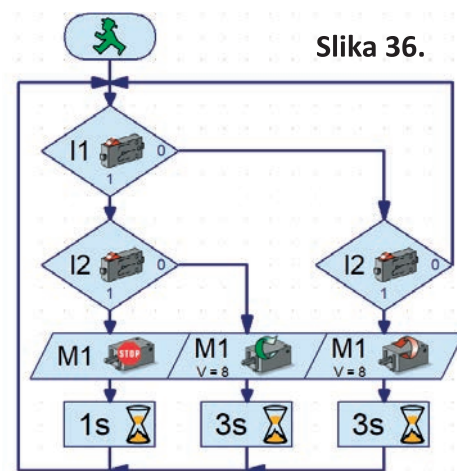 Slika 36.
I1
0
1
I2
0
1
I2
0
1
M1
STOP
M1
V = 8
M1
V = 8
1s
3s
3s